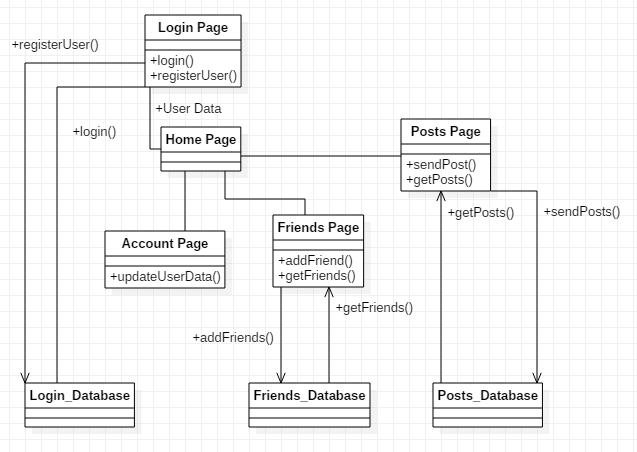 Login Page
+registerUser()
+login()
+registerUser()
+User Data
+login()
Home Page
Posts Page
+sendPost()
+getPosts()
+getPosts()
+sendPosts()
Account Page
+updateUserData()
Friends Page
+addFriend()
+getFriends()
+getFriends()
+addFriends()
Login_Database
Friends_Database
Posts_Database